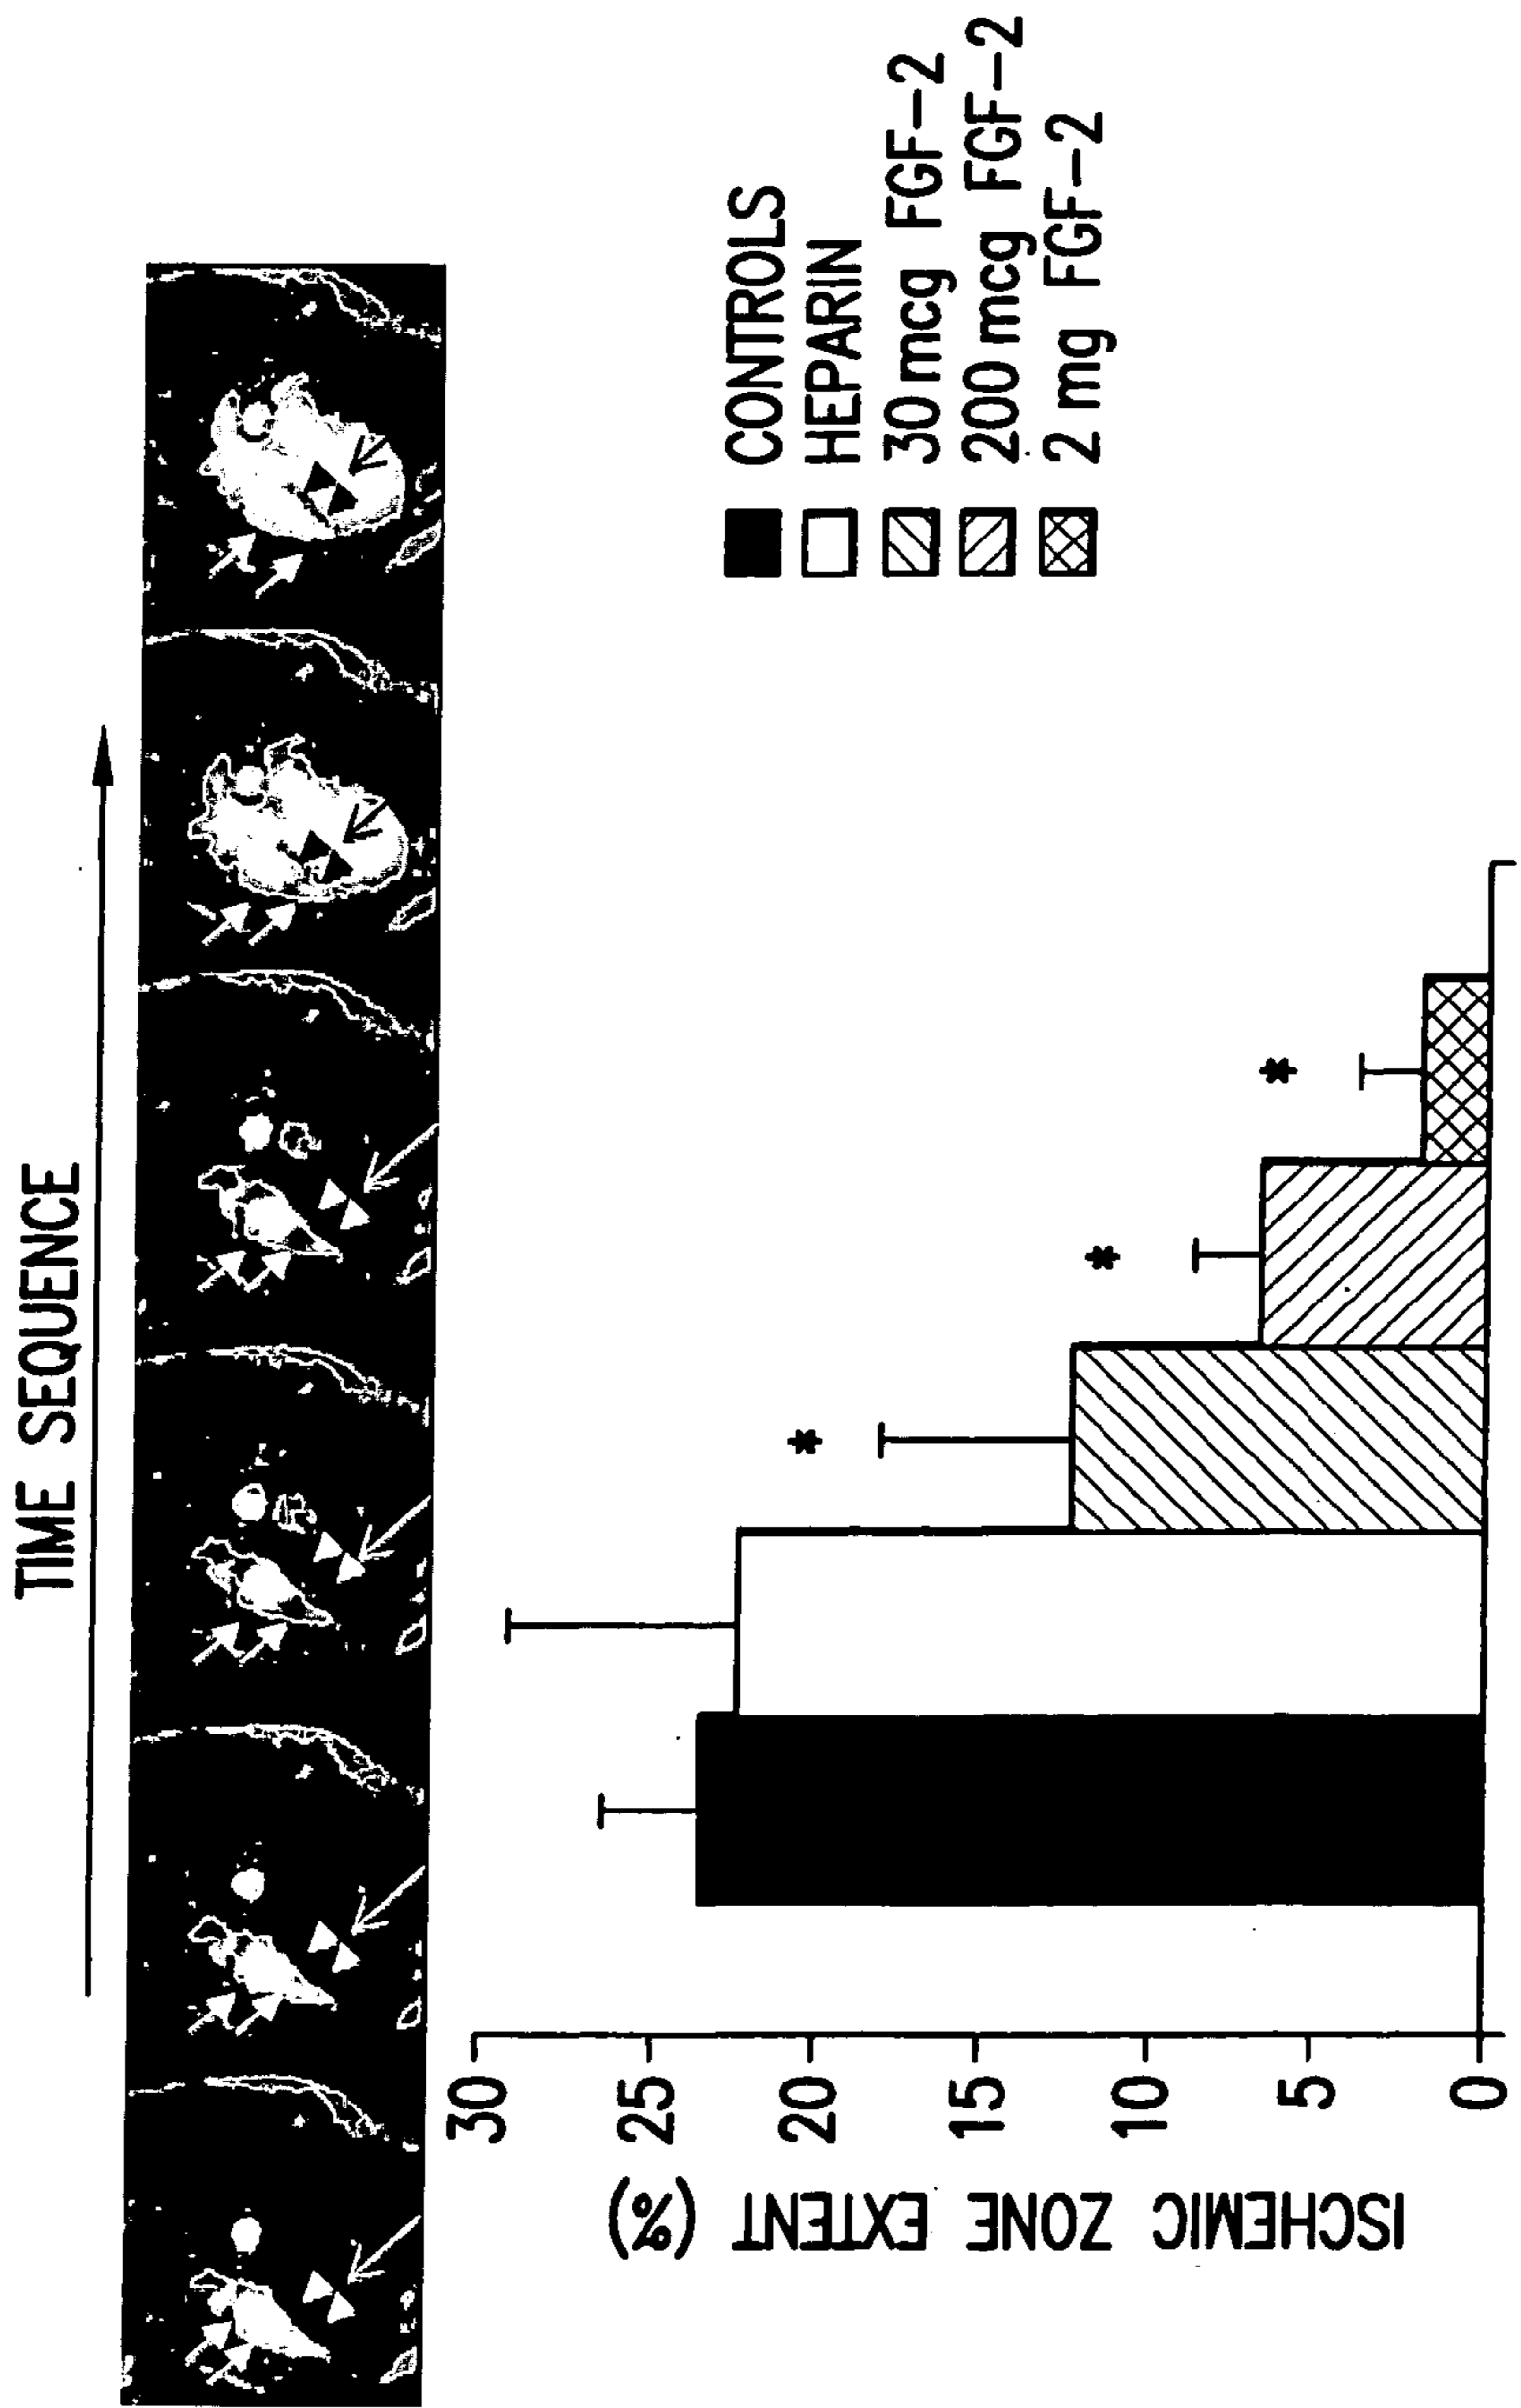 TIME SEQUENCE
ISCHEMIC ZONE EXTENT (%)
30
25
20
15
10
5
0
*
*
*
CONTROLS
HEPARIN
30 mcg FGF-2
200 mcg FGF-2
2 mg FGF-2